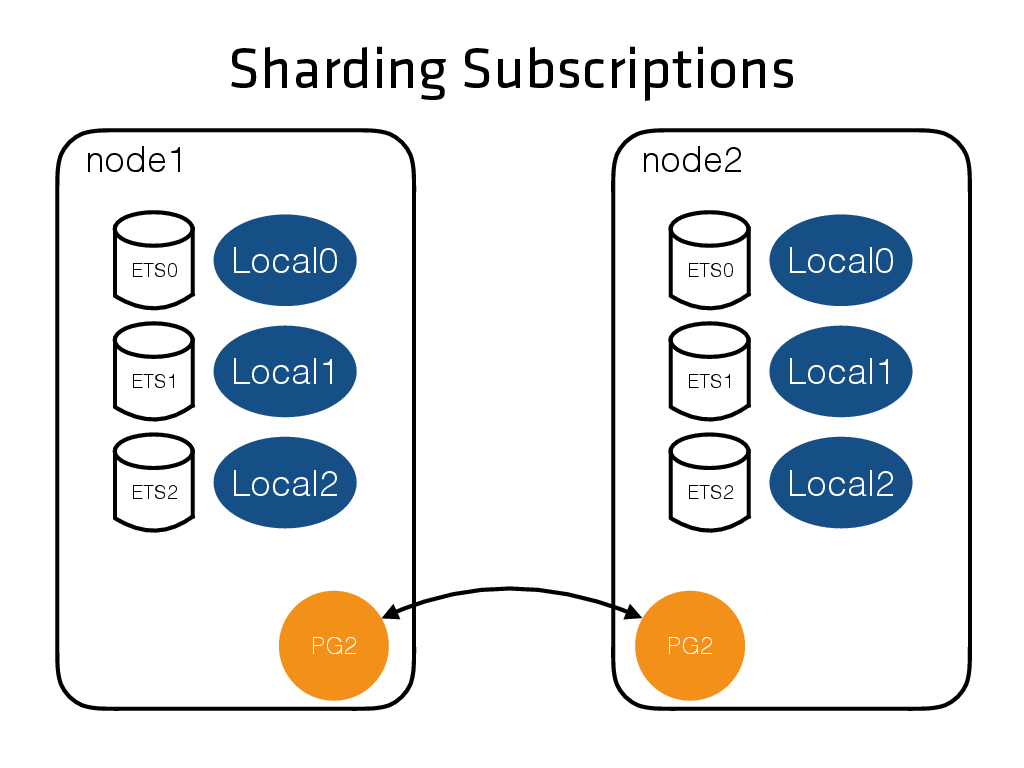 Sharding Subscriptions
node1
ETS0 Local0
ETS1 Local1
ETS2 Local2
PG2
node2
ETS0 Local0
ETS1 Local1
ETS2 Local2
PG2